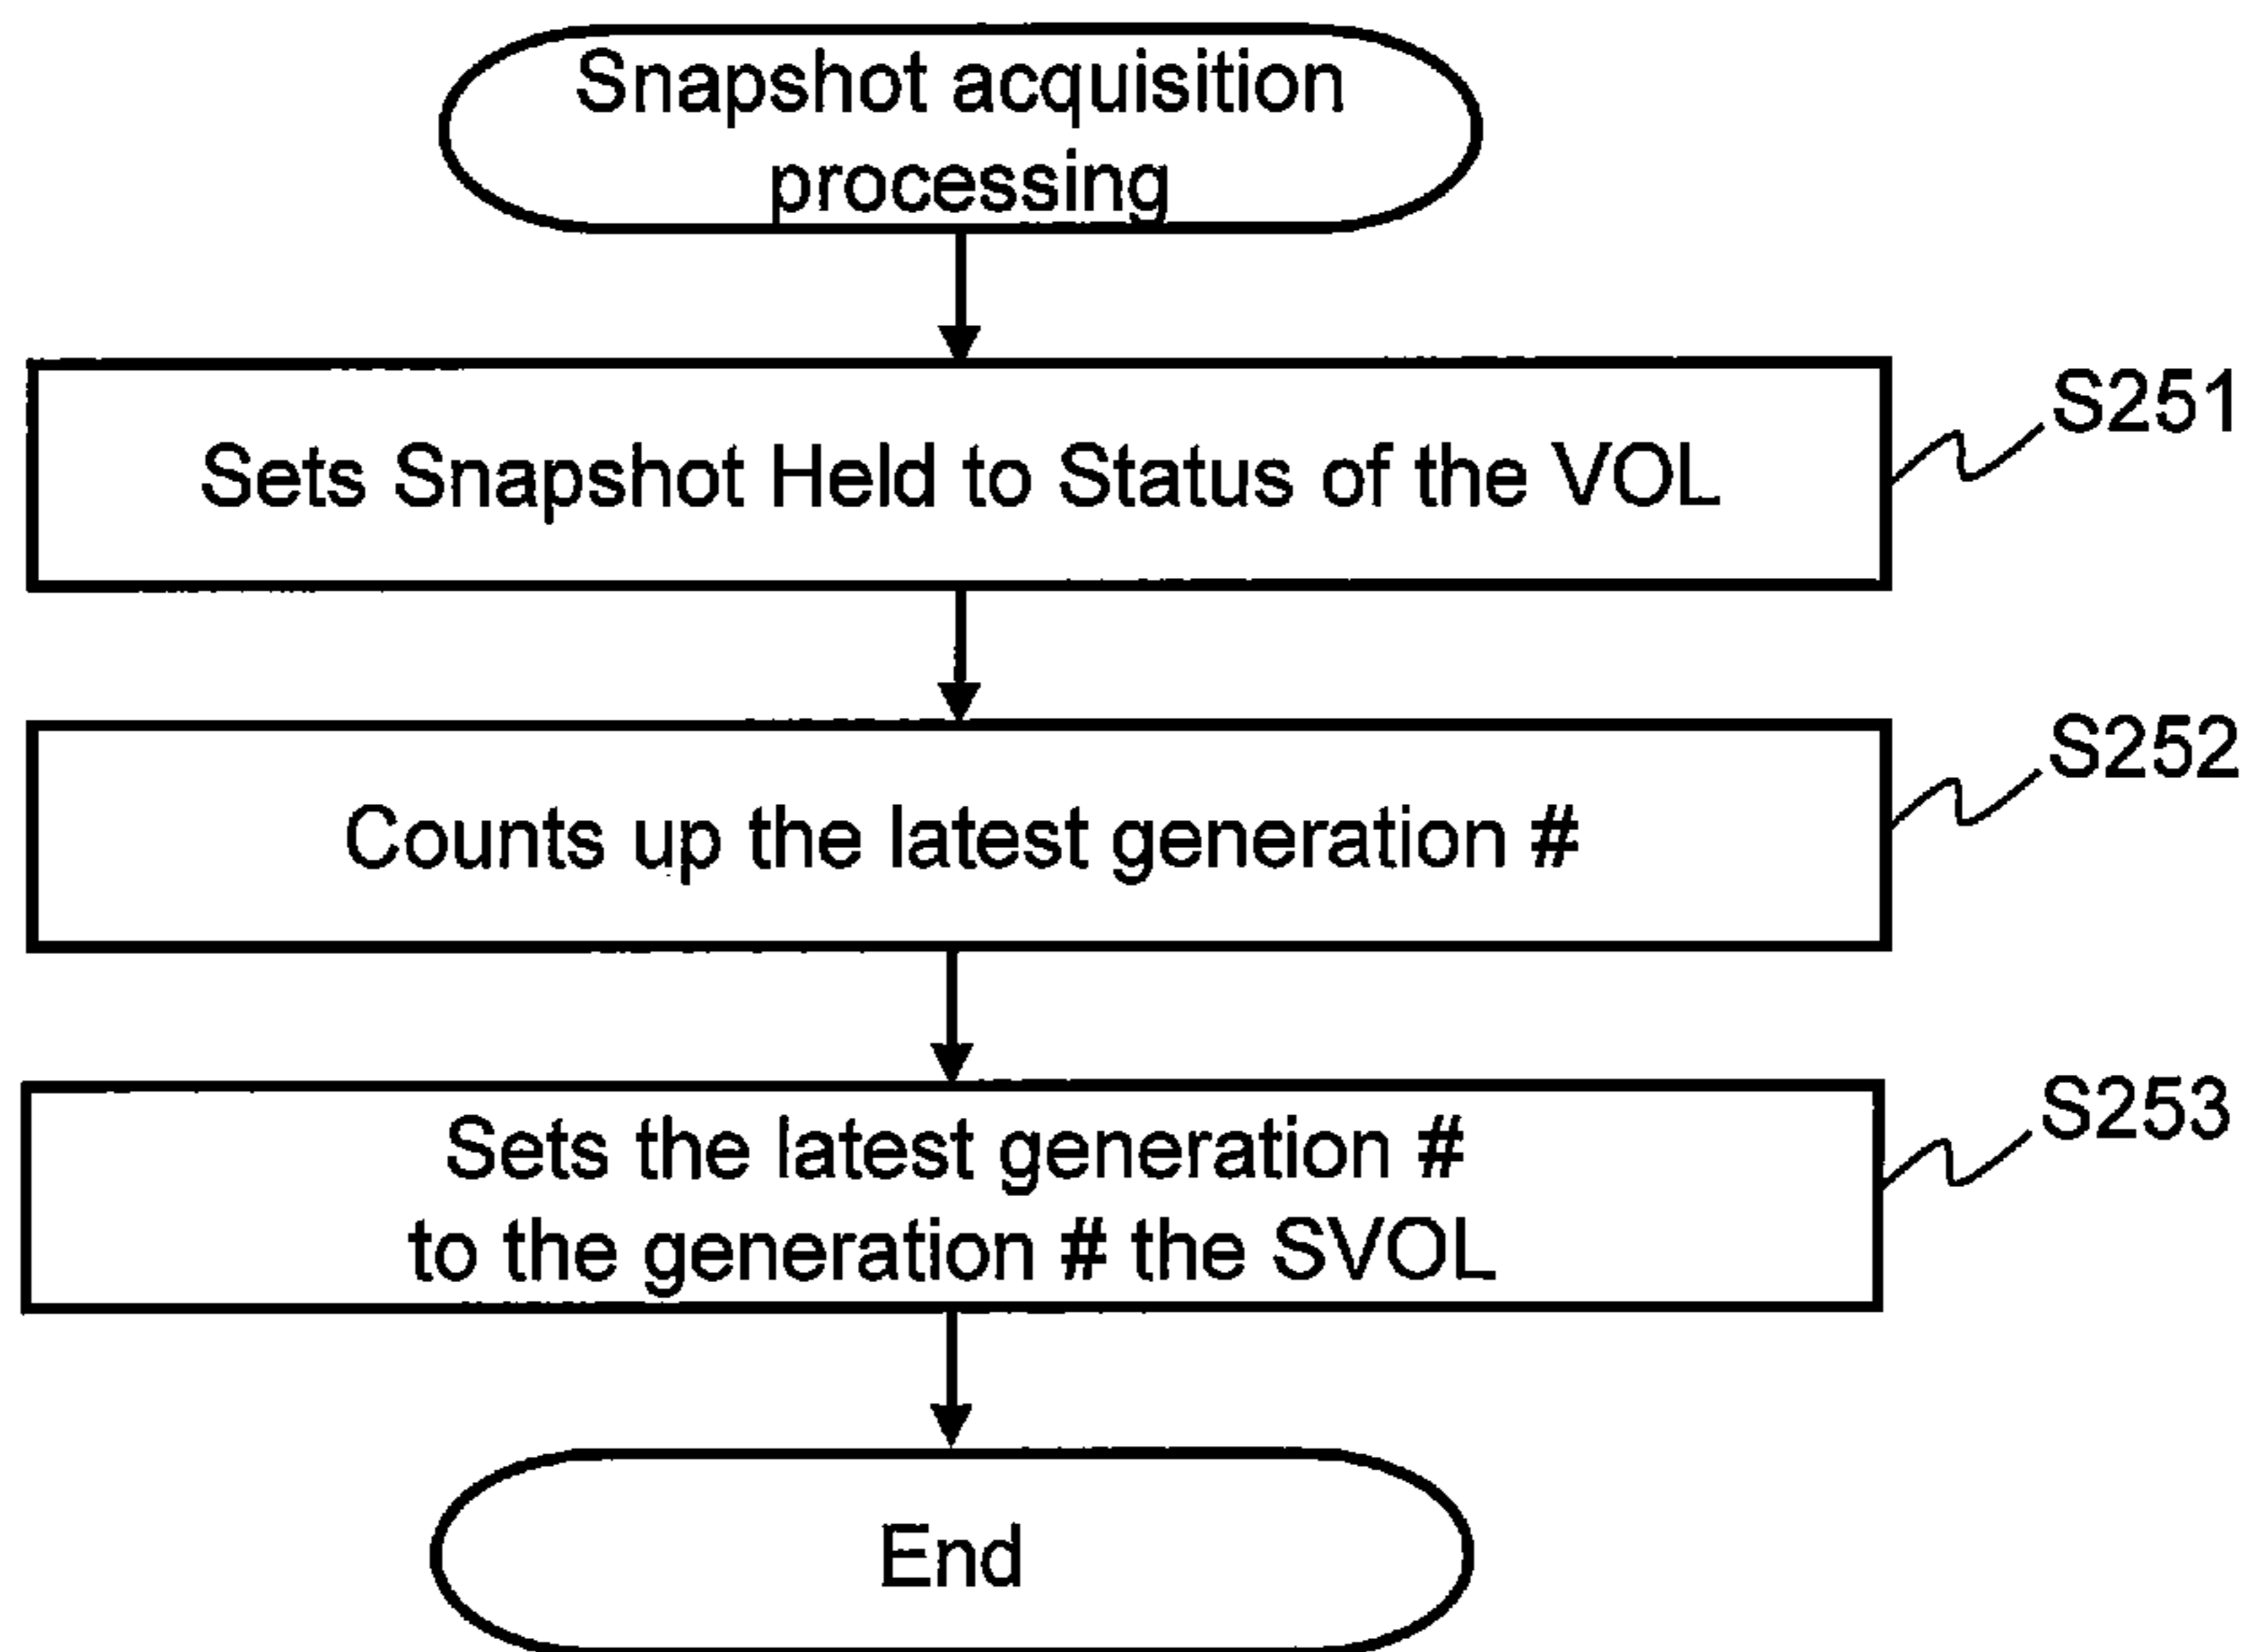 Snapshot acquisition
processing
S251
Sets Snapshot Held to Status of the VOL
S252
Counts up the latest generation #
S253
Sets the latest generation #
to the generation # the SVOL
End